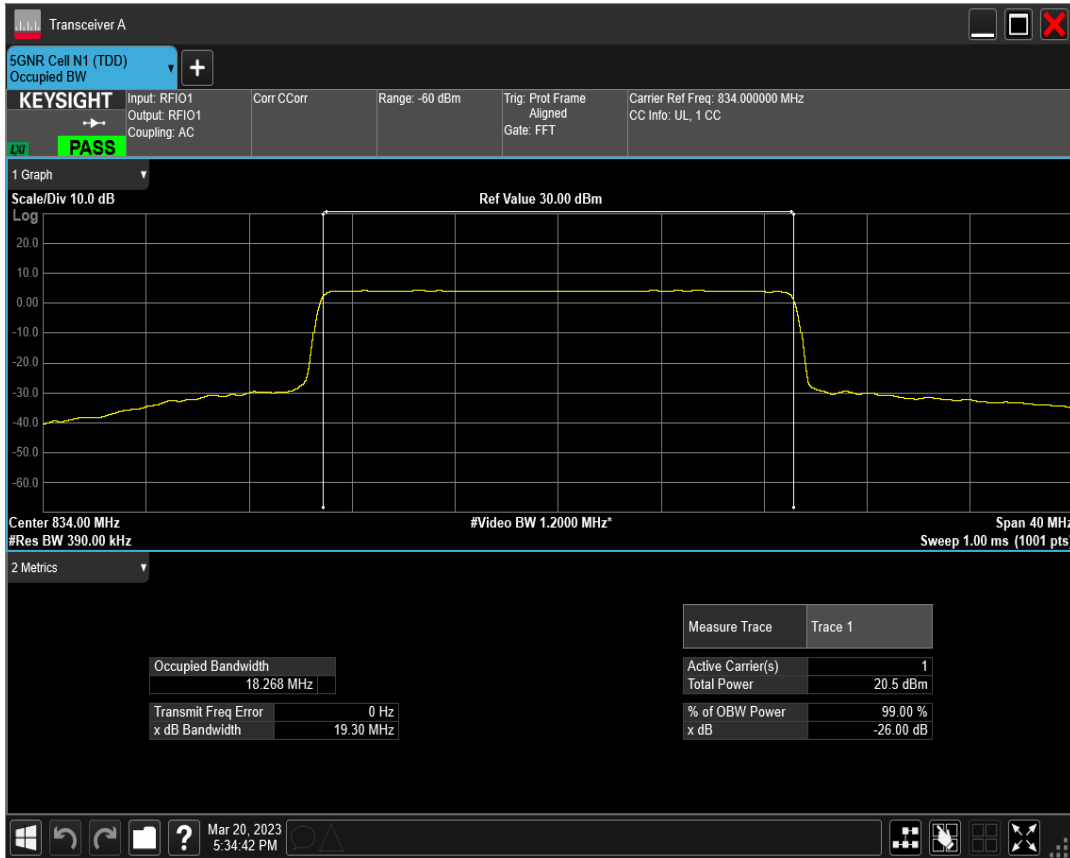 Transceiver A
5GNR Cell N1 (TDD)
Occupied BW
KEYSIGHT
LXI
PASS
Input: RFIO1
Output: RFIO1
Coupling: AC
Corr CCorr
Range: -60 dBm
Trig: Prot Frame
Aligned
Gate: FFT
Carrier Ref Freq: 834.000000 MHz
CC Info: UL, 1 CC
1 Graph
Scale/Div 10.0 dB
Ref Value 30.00 dBm
Log
20.0
10.0
0.00
-10.0
-20.0
-30.0
-40.0
-50.0
-60.0
Center 834.00 MHz
#Video BW 1.2000 MHz*
Span 40 MHz
#Res BW 390.00 kHz
Sweep 1.00 ms (1001 pts)
2 Metrics
Measure Trace Trace 1
Occupied Bandwidth
18.268 MHz
Active Carrier(s) 1
Total Power 20.5 dBm
Transmit Freq Error 0 Hz
x dB Bandwidth 19.30 MHz
% of OBW Power 99.00 %
x dB -26.00 dB
?
Mar 20, 2023
5:34:42 PM